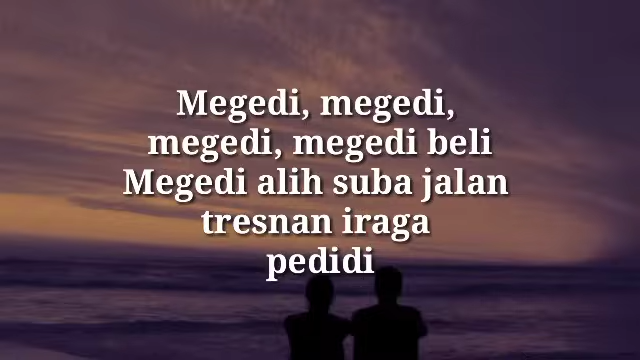 Megedi, megedi,
megedi, megedi beli
Megedi alih suba jalan
tresnan iraga
pedidi